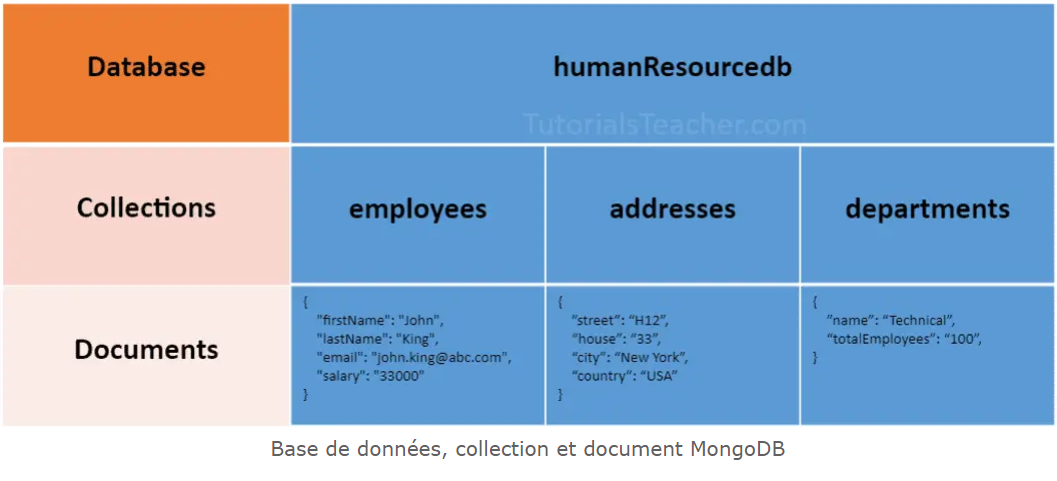 Database
humanResourcedb
TutorialsTeacher.com
Collections
employees
addresses
departments
Documents
{
"firstName": "John",
"lastName": "King",
"email": "john.king@abc.com",
"salary": "33000"
}
{
"street": “H12”,
“house": “33”,
“city": “New York”,
“country": “USA”
}
{
"name": “Technical”,
“totalEmployees": “100”,
}
Base de données, collection et document MongoDB